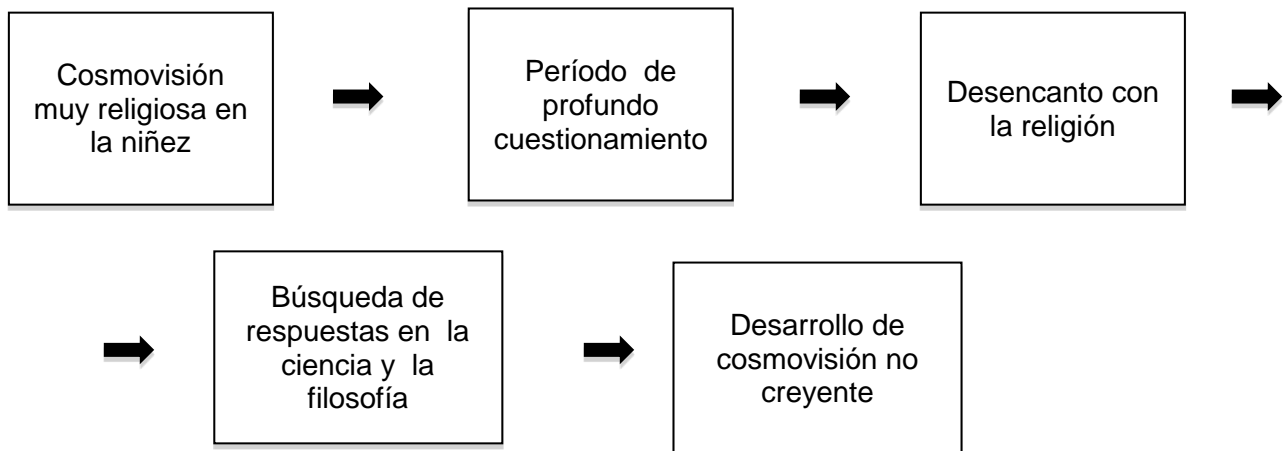 Cosmovisión
muy religiosa en
la niñez
Período de
profundo
cuestionamiento
Desencanto con
la religión
Búsqueda de
respuestas en la
ciencia y la
filosofía
Desarrollo de
cosmovisión no
creyente